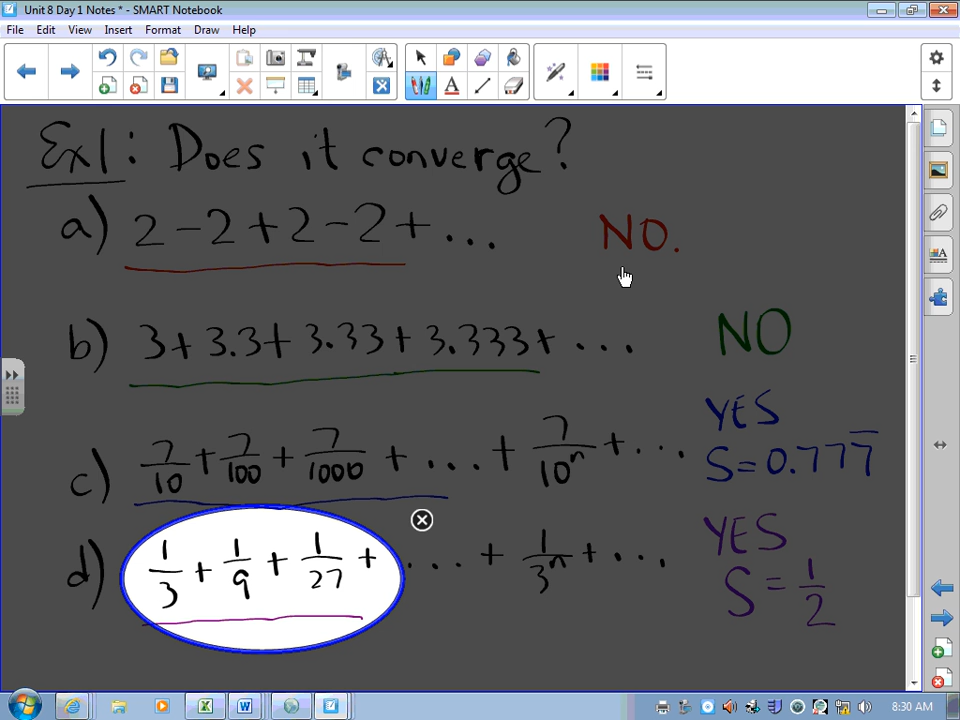 Unit 8 Day 1 Notes * - SMART Notebook
File Edit View Insert Format Draw Help
Ex1: Does it converge?
a) 2 - 2 + 2 - 2 + ... NO.
b) 3 + 3.3 + 3.33 + 3.333 + ... NO
c) 7/10 + 7/100 + 7/1000 + ... + 7/10ⁿ + ... YES
S = 0.777̅
d) 1/3 + 1/9 + 1/27 + ... + 1/3ⁿ + ... YES
S = 1/2
8:30 AM